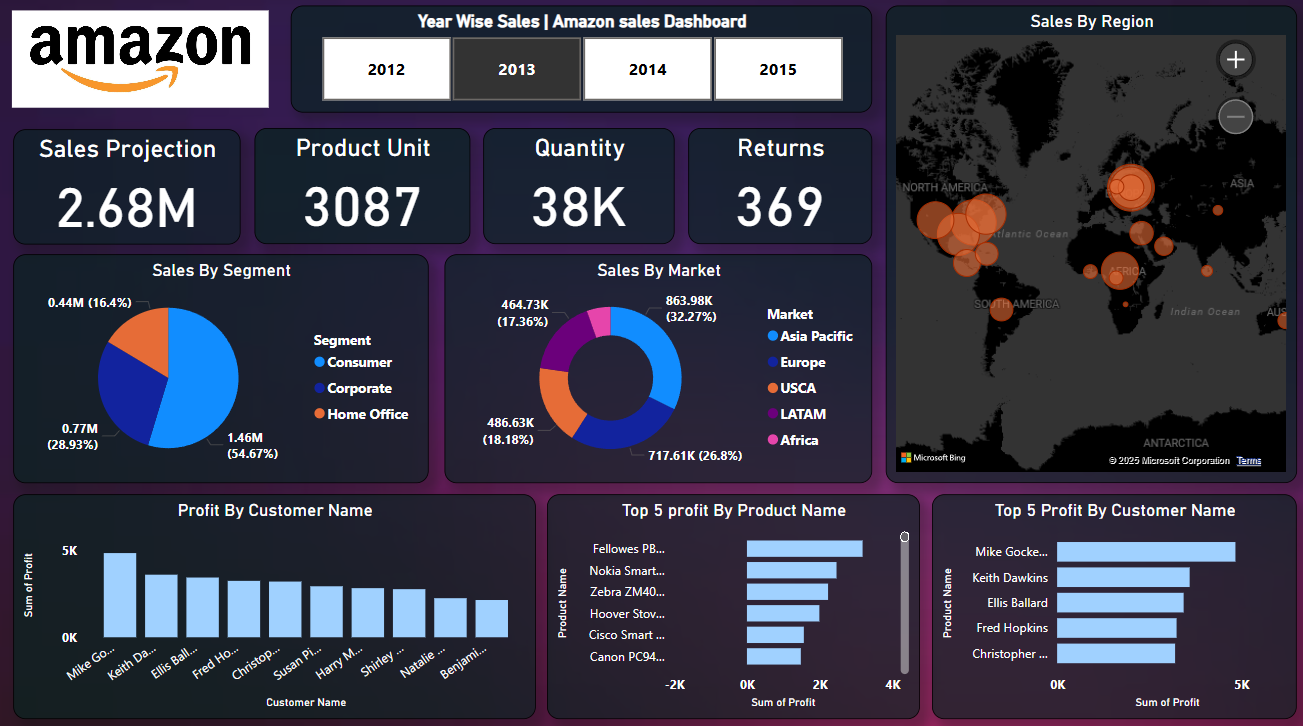 amazon
Year Wise Sales | Amazon sales Dashboard
2012
2013
2014
2015
Sales Projection
2.68M
Product Unit
3087
Quantity
38K
Returns
369
Sales By Region
NORTH AMERICA
ASIA
Atlantic Ocean
AFRICA
SOUTH AMERICA
Indian Ocean
AUS
ANTARCTICA
Microsoft Bing
© 2025 Microsoft Corporation Terms
Sales By Segment
0.44M (16.4%)
0.77M
(28.93%)
1.46M
(54.67%)
Segment
Consumer
Corporate
Home Office
Sales By Market
464.73K
(17.36%)
863.98K
(32.27%)
486.63K
(18.18%)
717.61K (26.8%)
Market
Asia Pacific
Europe
USCA
LATAM
Africa
Profit By Customer Name
Sum of Profit
5K
0K
Mike Go...
Keith Da...
Ellis Ball...
Fred Ho...
Christop...
Susan Pi...
Harry M...
Shirley ...
Natalie ...
Benjami...
Customer Name
Top 5 profit By Product Name
Product Name
Fellowes PB...
Nokia Smart...
Zebra ZM40...
Hoover Stov...
Cisco Smart ...
Canon PC94...
-2K
0K
2K
4K
Sum of Profit
Top 5 Profit By Customer Name
Product Name
Mike Gocke...
Keith Dawkins
Ellis Ballard
Fred Hopkins
Christopher ...
0K
5K
Sum of Profit